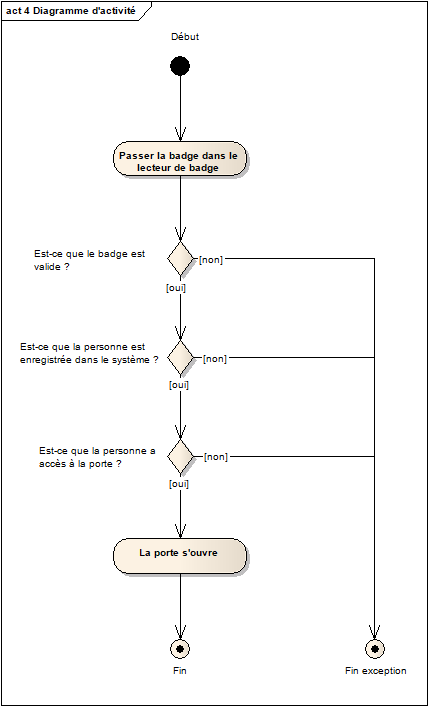 act 4 Diagramme d'activité
Début
Passer la badge dans le
lecteur de badge
Est-ce que le badge est
valide ?
[non]
[oui]
Est-ce que la personne est
enregistrée dans le système ?
[non]
[oui]
Est-ce que la personne a
accès à la porte ?
[non]
[oui]
La porte s'ouvre
Fin
Fin exception